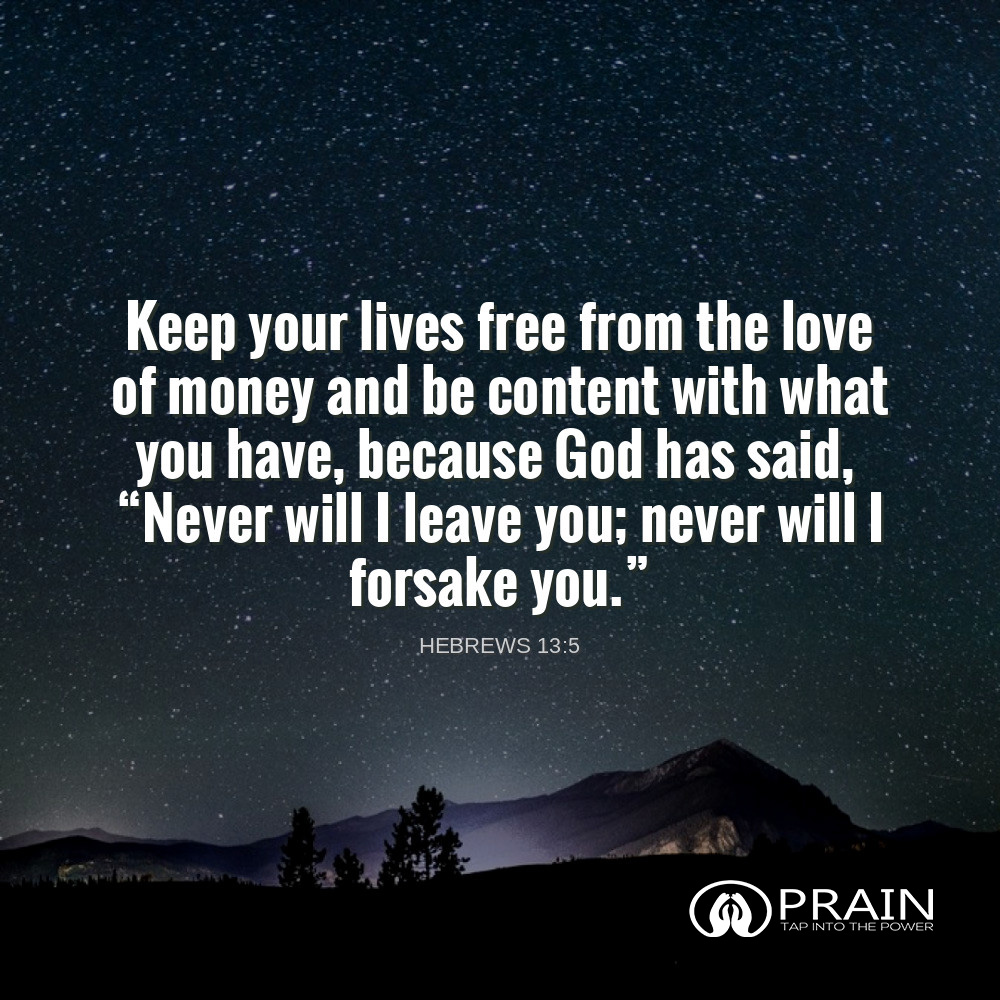 Keep your lives free from the love
of money and be content with what
you have, because God has said,
“Never will I leave you; never will I
forsake you.”
HEBREWS 13:5
PRAIN
TAP INTO THE POWER